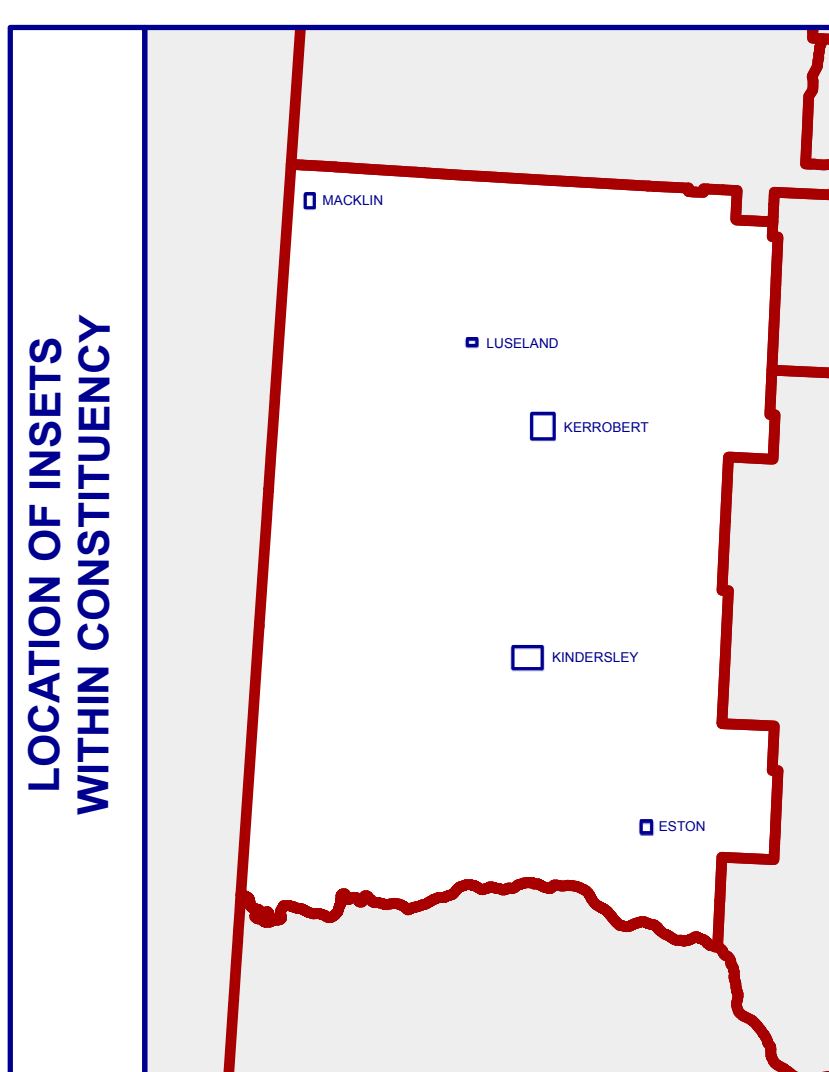 LOCATION OF INSETS
WITHIN CONSTITUENCY
MACKLIN
LUSELAND
KERROBERT
KINDERSLEY
ESTON